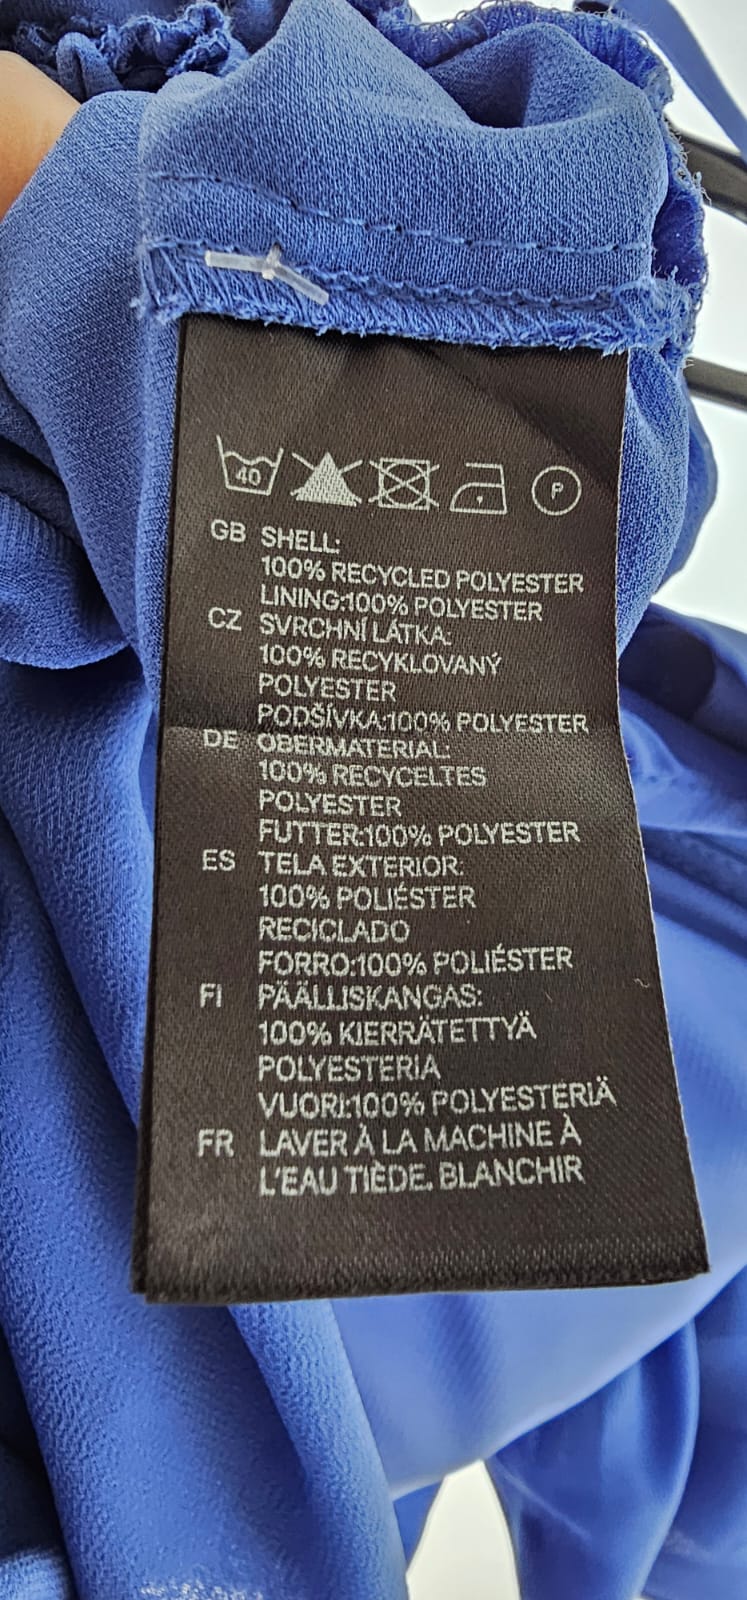 40
P
GB SHELL:
100% RECYCLED POLYESTER
LINING:100% POLYESTER
CZ SVRCHNÍ LÁTKA:
100% RECYKLOVANÝ
POLYESTER
PODŠÍVKA:100% POLYESTER
DE OBERMATERIAL:
100% RECYCELTES
POLYESTER
FUTTER:100% POLYESTER
ES TELA EXTERIOR:
100% POLIÉSTER
RECICLADO
FORRO:100% POLIÉSTER
FI PÄÄLLISKANGAS:
100% KIERRÄTETTYÄ
POLYESTERIA
VUORI:100% POLYESTERIÄ
FR LAVER À LA MACHINE À
L'EAU TIÈDE. BLANCHIR